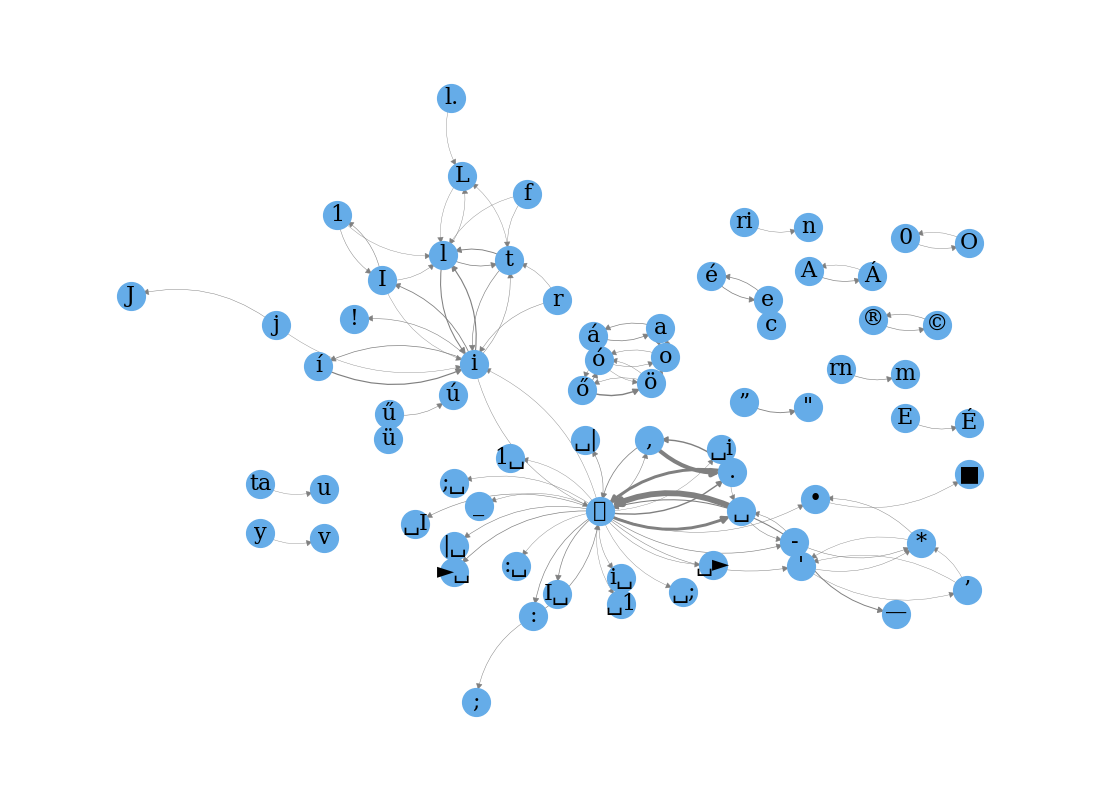 l.
L
f
1
ri
n
0
O
l
t
I
é
A
Á
e
J
r
j
!
á
a
c
®
©
í
i
ó
o
ő
ö
rn
m
ű
ú
ü
”
"
E
É
1␣
␣|
,
␣i
.
ta
u
;␣
_
␣I
▯
␣
•
■
y
v
|␣
►␣
:␣
I␣
i␣
␣1
␣;
␣►
-
'
*
’
—
:
;